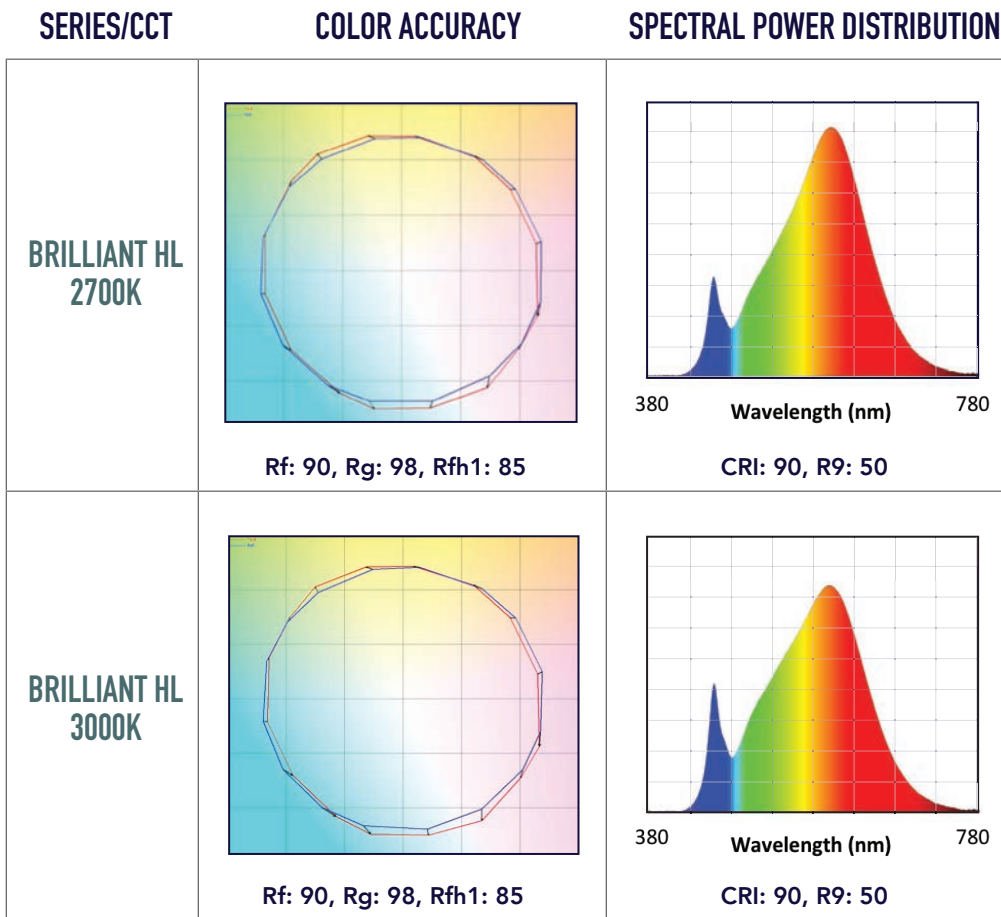 SERIES/CCT COLOR ACCURACY SPECTRAL POWER DISTRIBUTION
BRILLIANT HL
2700K
380 Wavelength (nm) 780
Rf: 90, Rg: 98, Rfh1: 85 CRI: 90, R9: 50
BRILLIANT HL
3000K
380 Wavelength (nm) 780
Rf: 90, Rg: 98, Rfh1: 85 CRI: 90, R9: 50